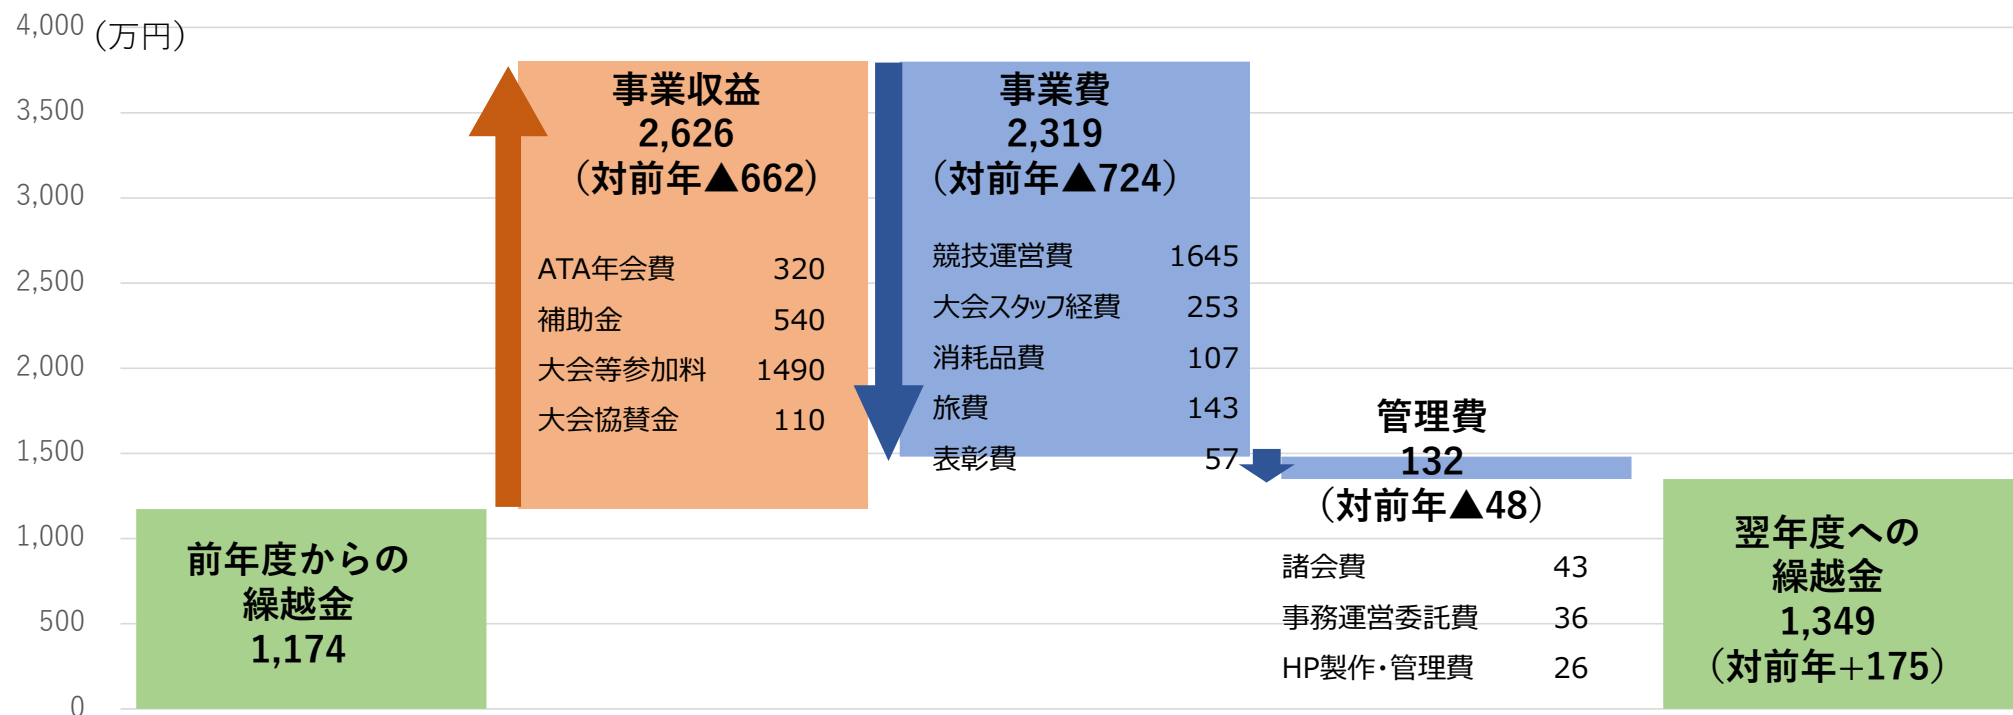 (万円)
4,000
3,500
3,000
2,500
2,000
1,500
1,000
500
0
前年度からの
繰越金
1,174
事業収益
2,626
（対前年▲662）
ATA年会費 320
補助金 540
大会等参加料 1490
大会協賛金 110
事業費
2,319
（対前年▲724）
競技運営費 1645
大会スタッフ経費 253
消耗品費 107
旅費 143
表彰費 57
管理費
132
（対前年▲48）
諸会費 43
事務運営委託費 36
HP製作・管理費 26
翌年度への
繰越金
1,349
（対前年＋175）